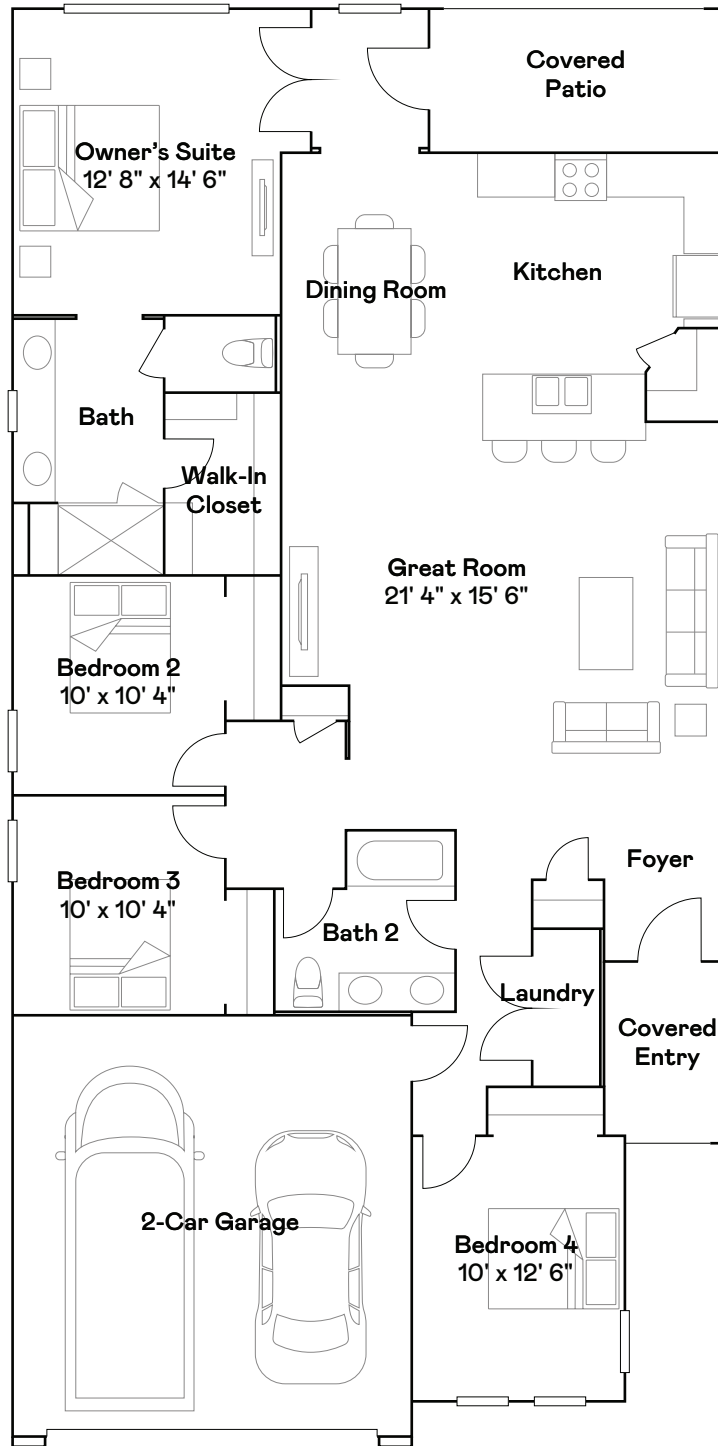 Covered
Patio
Owner's Suite
12' 8" x 14' 6"
Kitchen
Dining Room
Bath
Walk-In
Closet
Great Room
21' 4" x 15' 6"
Bedroom 2
10' x 10' 4"
Foyer
Bedroom 3
10' x 10' 4"
Bath 2
Laundry
Covered
Entry
2-Car Garage
Bedroom 4
10' x 12' 6"